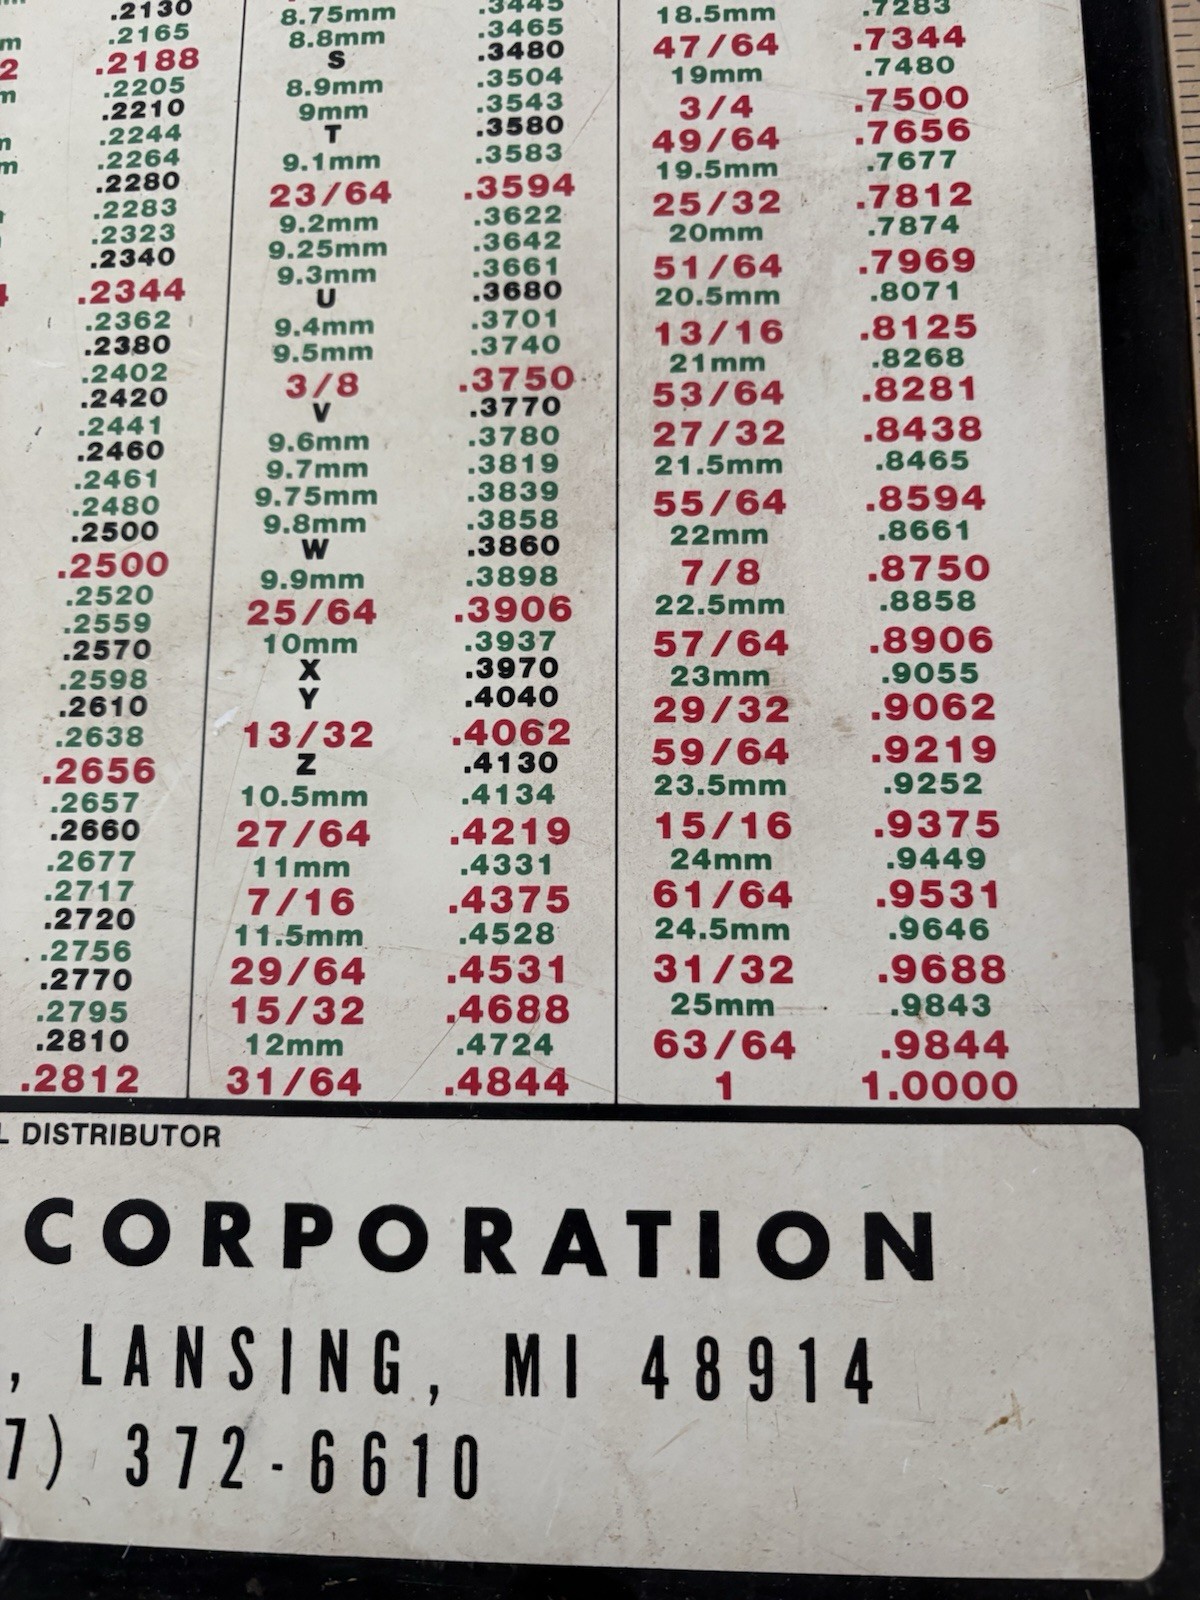 .2130
.2165
.2188
.2205
.2210
.2244
.2264
.2280
.2283
.2323
.2340
.2344
.2362
.2380
.2402
.2420
.2441
.2460
.2461
.2480
.2500
.2500
.2520
.2559
.2570
.2598
.2610
.2638
.2656
.2657
.2660
.2677
.2717
.2720
.2756
.2770
.2795
.2810
.2812
8.75mm .3445
8.8mm .3465
S .3480
8.9mm .3504
9mm .3543
T .3580
9.1mm .3583
23/64 .3594
9.2mm .3622
9.25mm .3642
9.3mm .3661
U .3680
9.4mm .3701
9.5mm .3740
3/8 .3750
V .3770
9.6mm .3780
9.7mm .3819
9.75mm .3839
9.8mm .3858
W .3860
9.9mm .3898
25/64 .3906
10mm .3937
X .3970
Y .4040
13/32 .4062
Z .4130
10.5mm .4134
27/64 .4219
11mm .4331
7/16 .4375
11.5mm .4528
29/64 .4531
15/32 .4688
12mm .4724
31/64 .4844
18.5mm .7283
47/64 .7344
19mm .7480
3/4 .7500
49/64 .7656
19.5mm .7677
25/32 .7812
20mm .7874
51/64 .7969
20.5mm .8071
13/16 .8125
21mm .8268
53/64 .8281
27/32 .8438
21.5mm .8465
55/64 .8594
22mm .8661
7/8 .8750
22.5mm .8858
57/64 .8906
23mm .9055
29/32 .9062
59/64 .9219
23.5mm .9252
15/16 .9375
24mm .9449
61/64 .9531
24.5mm .9646
31/32 .9688
25mm .9843
63/64 .9844
1 1.0000
L DISTRIBUTOR
CORPORATION
, LANSING, MI 48914
7) 372-6610